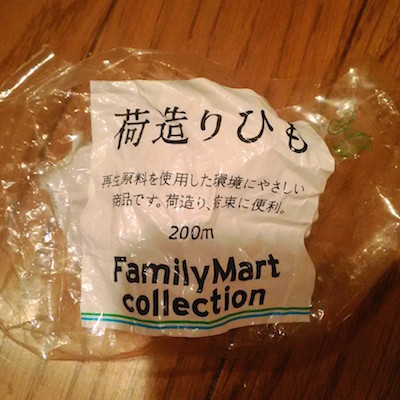 荷造りひも
再生原料を使用した環境にやさしい
商品です。荷造り、結束に便利。
200m
FamilyMart
collection